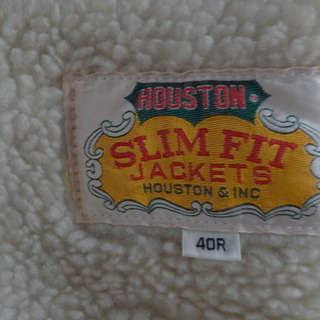 HOUSTON
SLIM FIT
JACKETS
HOUSTON & INC
40R